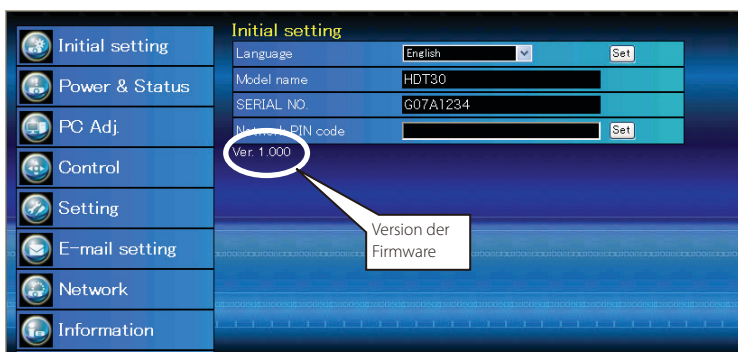 Initial setting
Power & Status
PC Adj.
Control
Setting
E-mail setting
Network
Information
Initial setting
Language English Set
Model name HDT30
SERIAL NO. G07A1234
Network PIN code Set
Ver. 1.000
Version der
Firmware